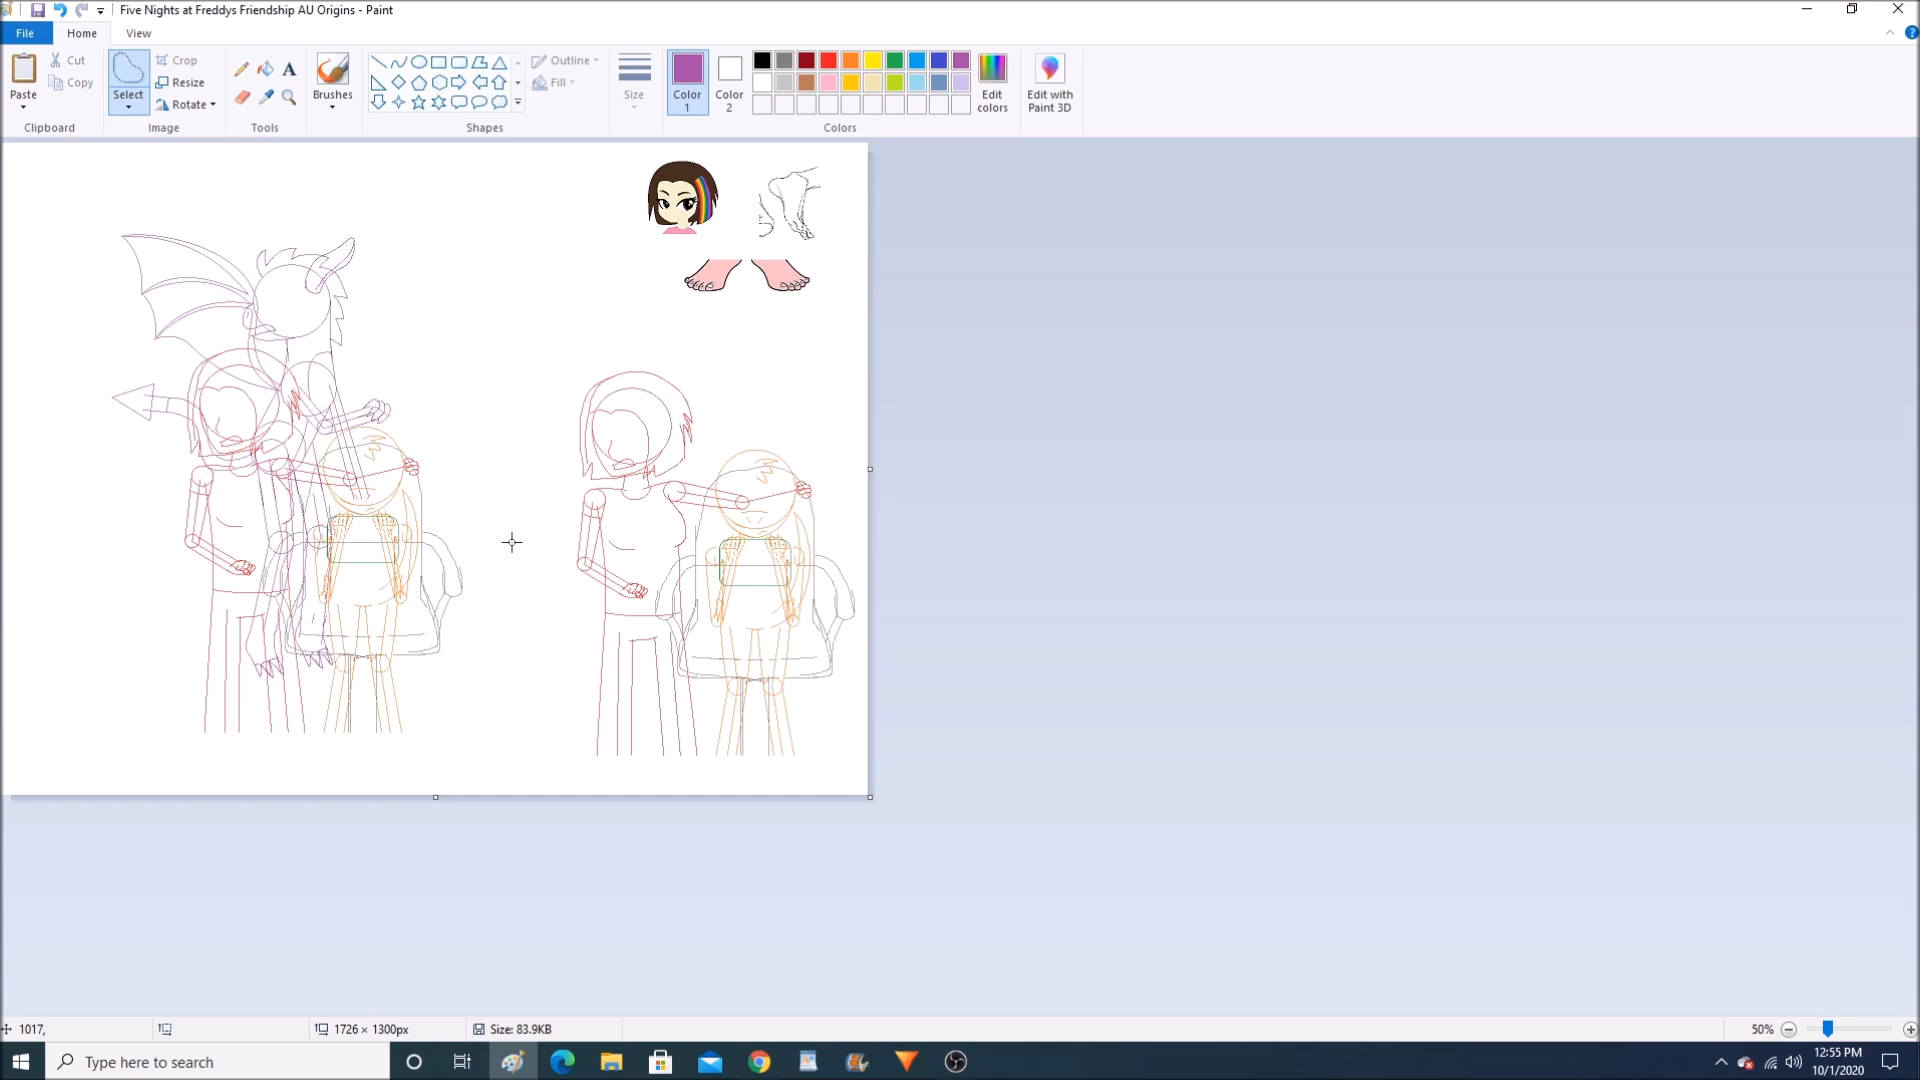 Five Nights at Freddys Friendship AU Origins - Paint
File Home View
Paste
Cut
Copy
Clipboard
Select
Crop
Resize
Rotate
Image
Tools
Brushes
Shapes
Outline
Fill
Size
Color 1
Color 2
Edit colors
Colors
Edit with Paint 3D
1017,
1726 × 1300px
Size: 83.9KB
50%
Type here to search
12:55 PM
10/1/2020